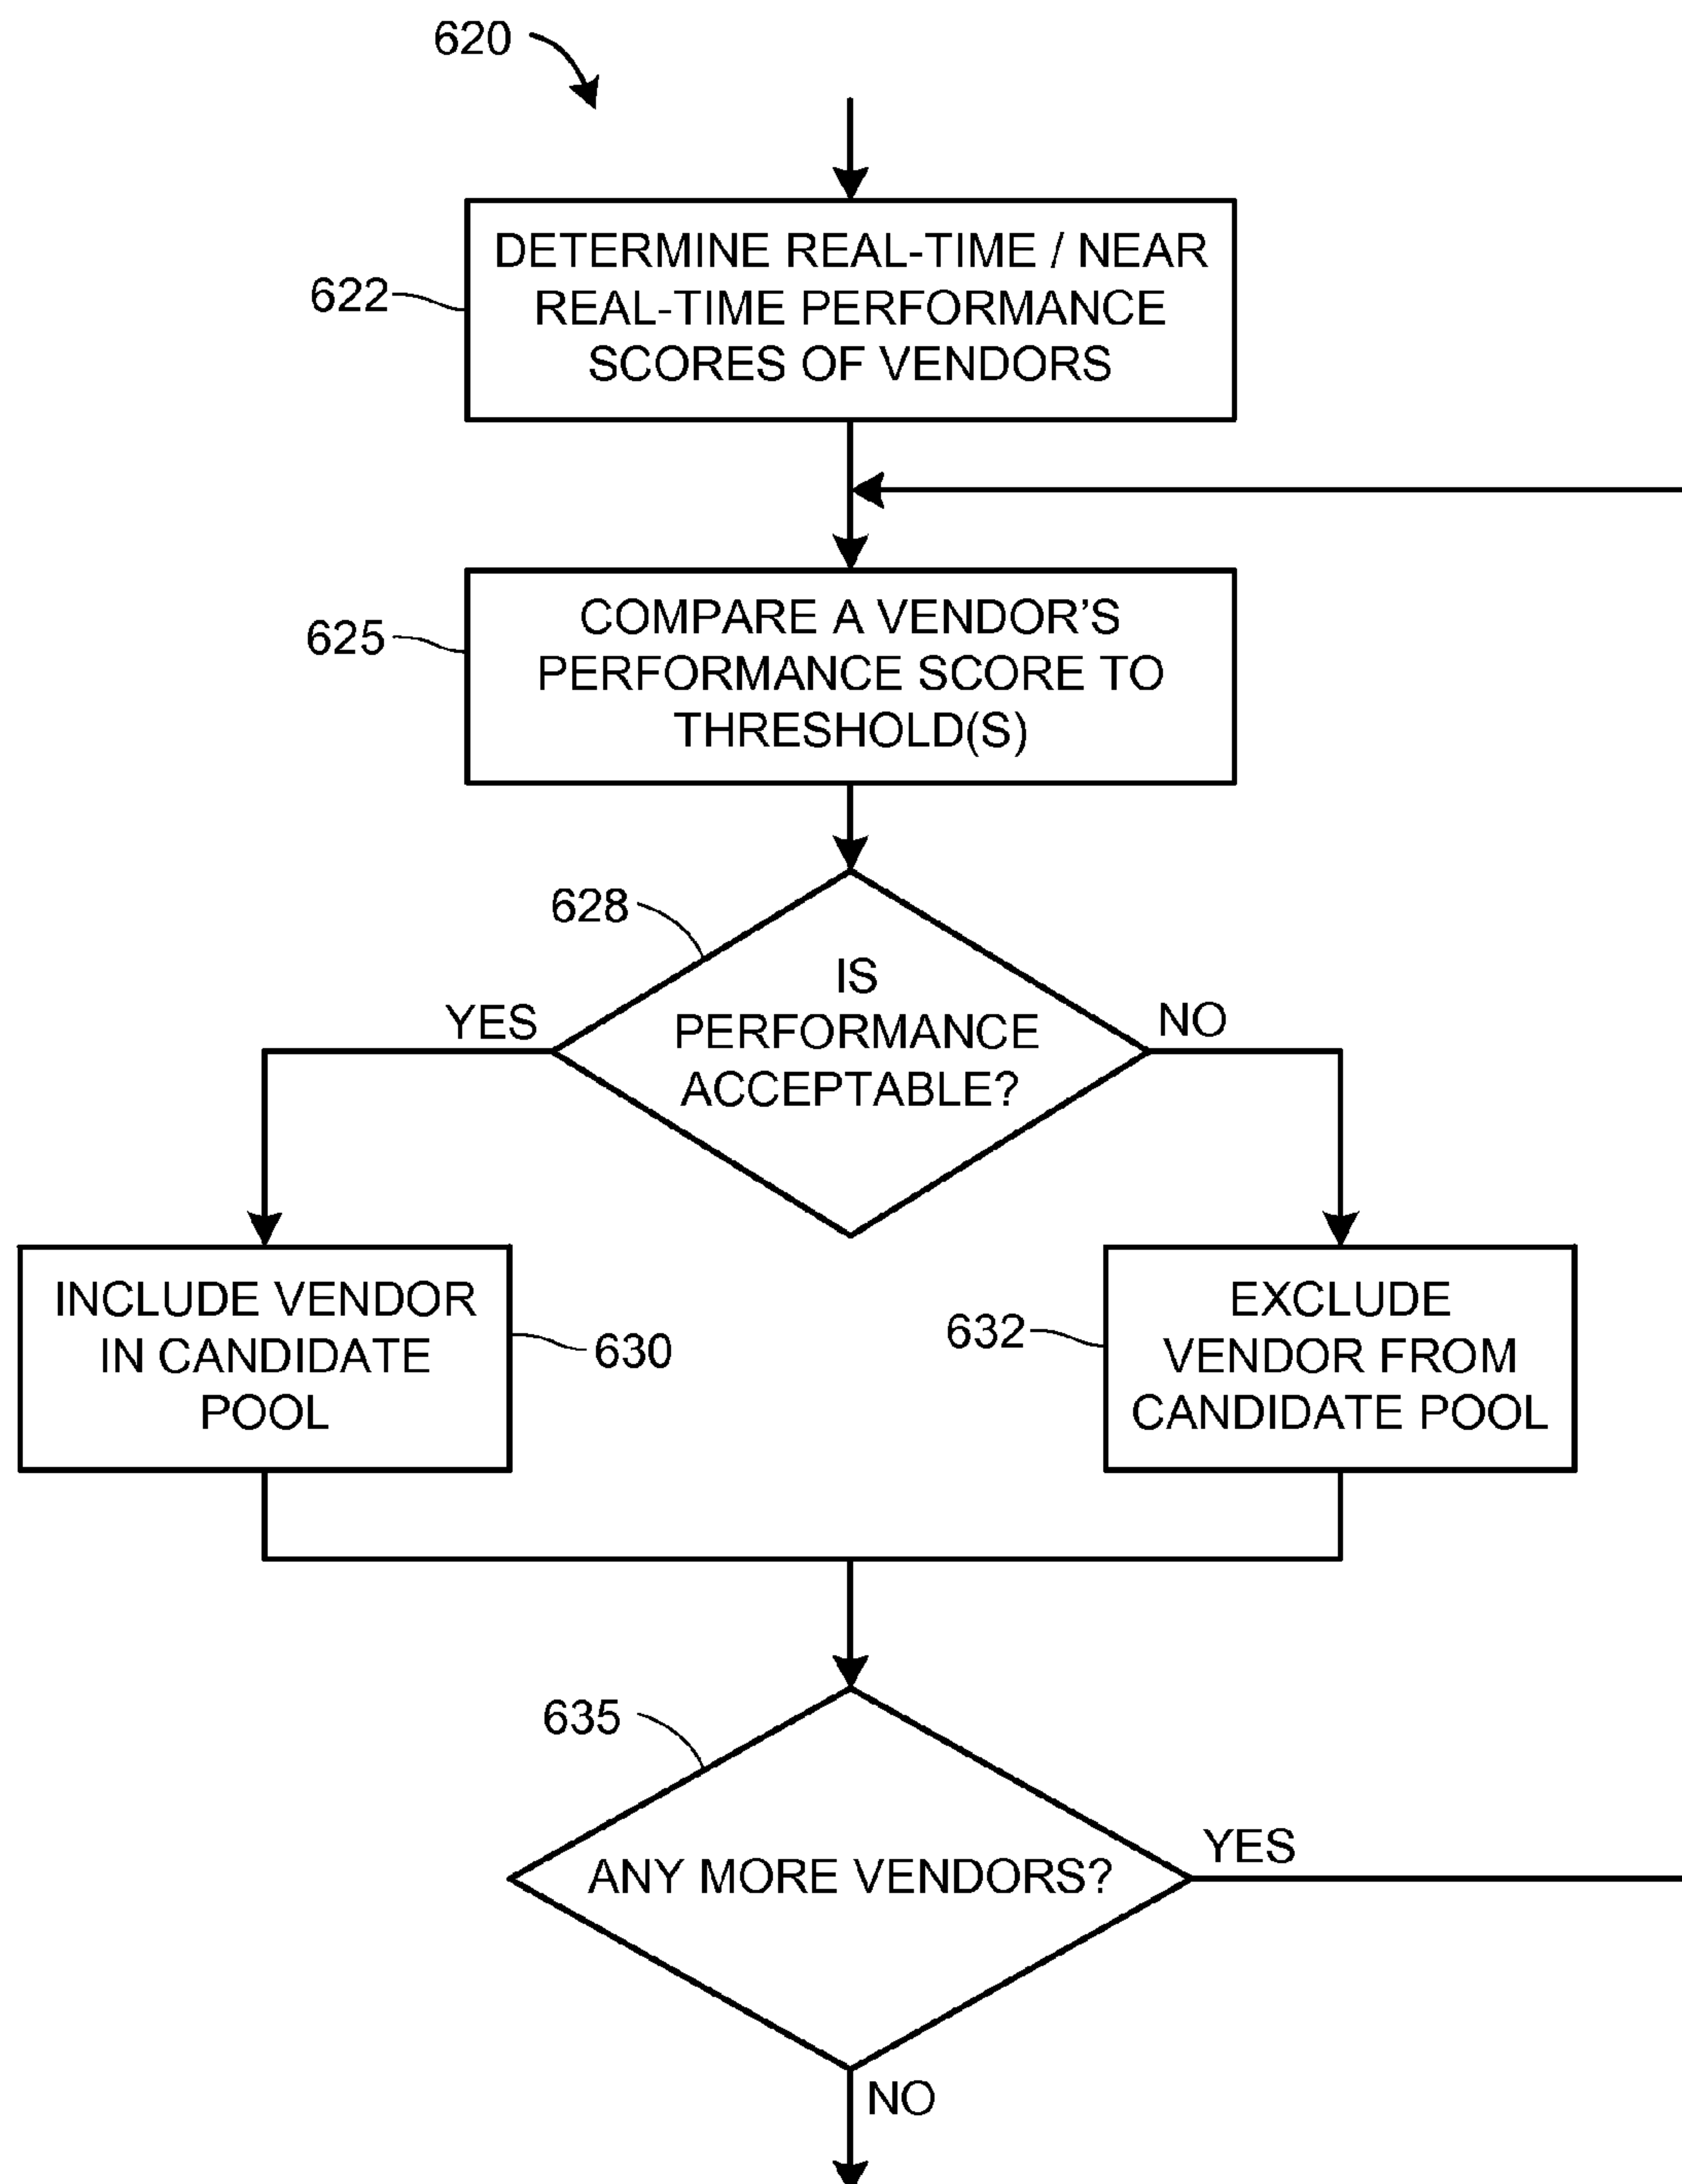 620
622
DETERMINE REAL-TIME / NEAR
REAL-TIME PERFORMANCE
SCORES OF VENDORS
625
COMPARE A VENDOR’S
PERFORMANCE SCORE TO
THRESHOLD(S)
628
IS
PERFORMANCE
ACCEPTABLE?
YES
NO
INCLUDE VENDOR
IN CANDIDATE
POOL
630
632
EXCLUDE
VENDOR FROM
CANDIDATE POOL
635
ANY MORE VENDORS?
YES
NO